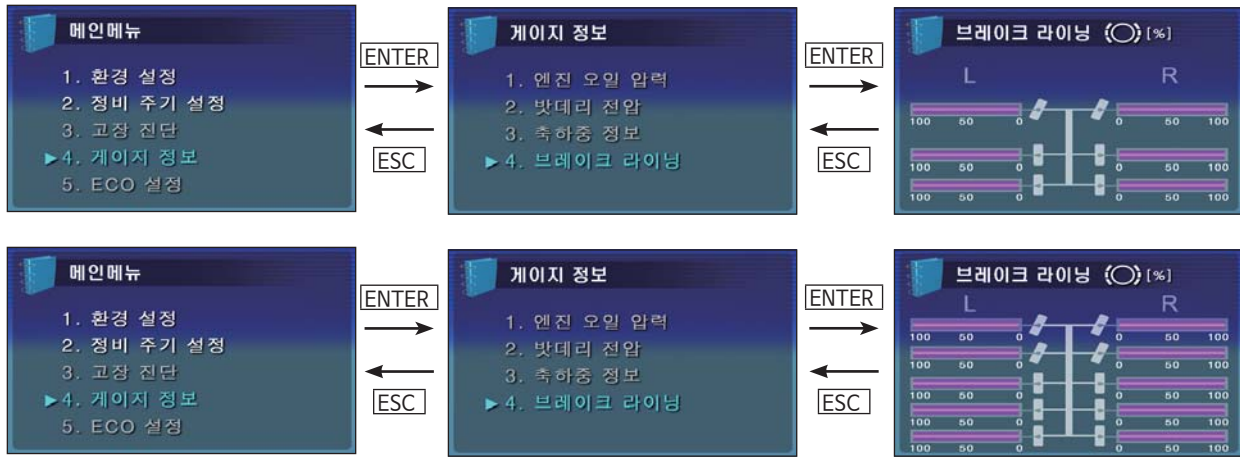 메인메뉴
1. 환경 설정
2. 정비 주기 설정
3. 고장 진단
▶4. 게이지 정보
5. ECO 설정
ENTER
ESC
게이지 정보
1. 엔진 오일 압력
2. 밧데리 전압
3. 축하중 정보
▶4. 브레이크 라이닝
ENTER
ESC
브레이크 라이닝 [%]
L R
100 50 0 0 50 100
100 50 0 0 50 100
100 50 0 0 50 100
메인메뉴
1. 환경 설정
2. 정비 주기 설정
3. 고장 진단
▶4. 게이지 정보
5. ECO 설정
ENTER
ESC
게이지 정보
1. 엔진 오일 압력
2. 밧데리 전압
3. 축하중 정보
▶4. 브레이크 라이닝
ENTER
ESC
브레이크 라이닝 [%]
L R
100 50 0 0 50 100
100 50 0 0 50 100
100 50 0 0 50 100
100 50 0 0 50 100
100 50 0 0 50 100